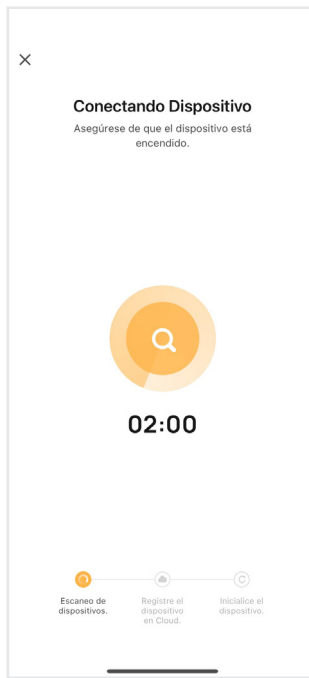 Conectando Dispositivo
Asegúrese de que el dispositivo está
encendido.
02:00
Escaneo de
dispositivos.
Registre el
dispositivo
en Cloud.
Inicialice el
dispositivo.